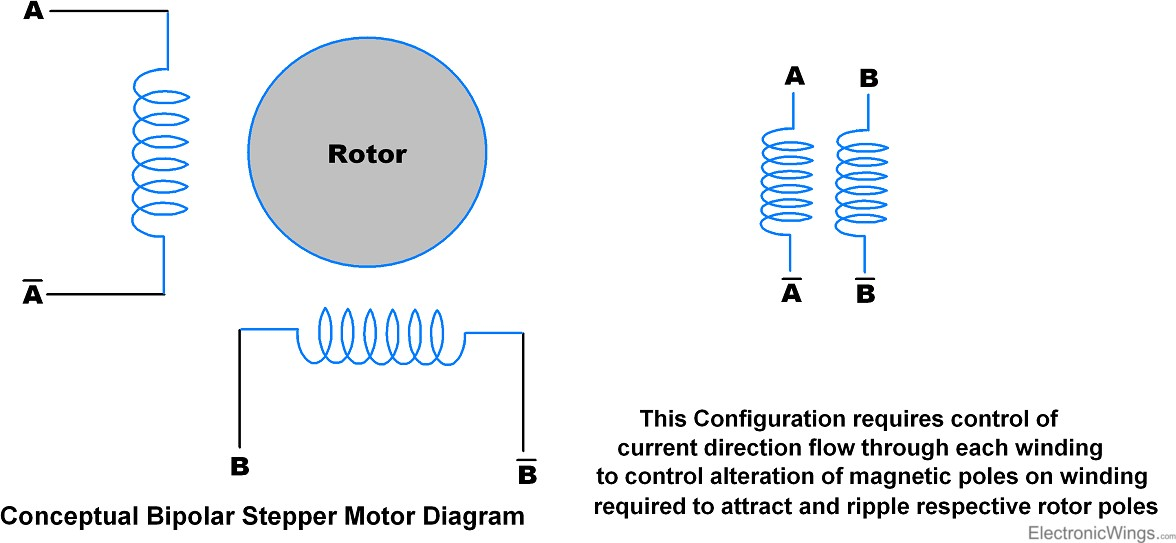 A
Rotor
A̅
B
B̅
Conceptual Bipolar Stepper Motor Diagram
A B
A̅ B̅
This Configuration requires control of
current direction flow through each winding
to control alteration of magnetic poles on winding
required to attract and ripple respective rotor poles
ElectronicWings.com